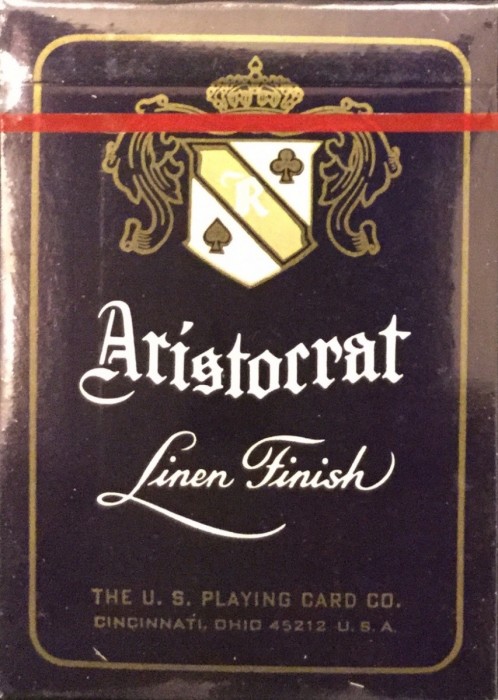 R
Aristocrat
Linen Finish
THE U. S. PLAYING CARD CO.
CINCINNATI, OHIO 45212 U. S. A.